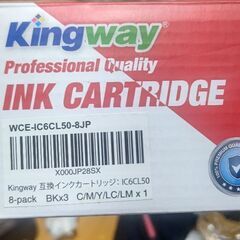 Kingway
Professional Quality
INK CARTRIDGE
WCE-IC6CL50-8JP
X000JP28SX
Kingway 互換インクカートリッジ: IC6CL50
8-pack BKx3 C/M/Y/LC/LM x 1